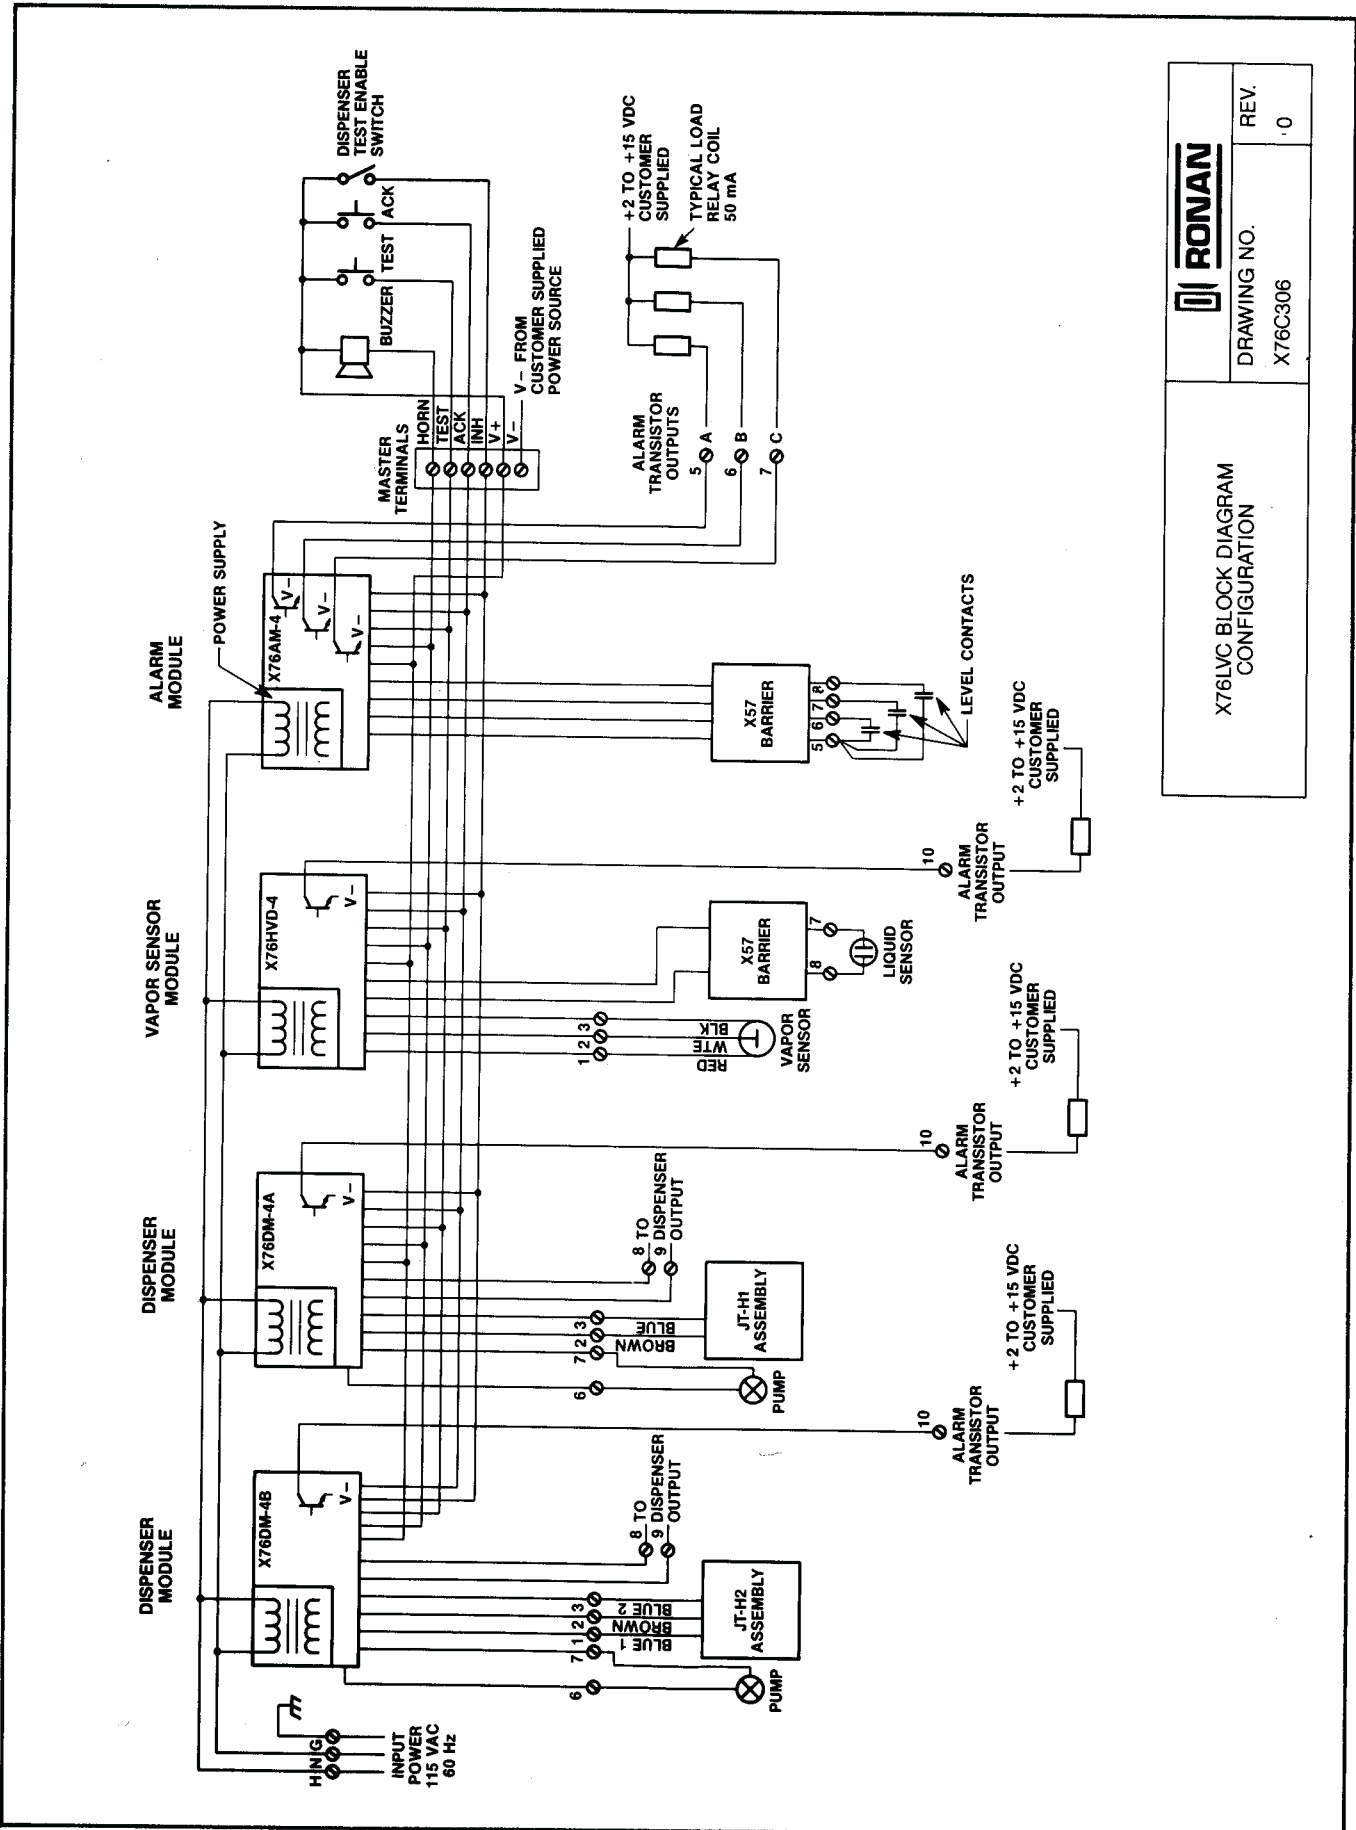 DISPENSER
MODULE
DISPENSER
MODULE
VAPOR SENSOR
MODULE
ALARM
MODULE
POWER SUPPLY
X76DM-4B
V-
X76DM-4A
V-
X76HVD-4
V-
X76AM-4
V-
V-
V-
H N G
INPUT
POWER
115 VAC
60 Hz
MASTER
TERMINALS
HORN
TEST
ACK
INH
V+
V-
BUZZER
TEST
ACK
DISPENSER
TEST ENABLE
SWITCH
V- FROM
CUSTOMER SUPPLIED
POWER SOURCE
6
7
1
2
3
BLUE 1
BROWN
BLUE 2
8 TO
9 DISPENSER
OUTPUT
PUMP
JT-H2
ASSEMBLY
6
7
2
3
BROWN
BLUE
8 TO
9 DISPENSER
OUTPUT
PUMP
JT-H1
ASSEMBLY
1
2
3
RED
WTE
BLK
VAPOR
SENSOR
X57
BARRIER
8
7
LIQUID
SENSOR
X57
BARRIER
5
6
7
8
LEVEL CONTACTS
ALARM
TRANSISTOR
OUTPUTS
5
A
6
B
7
C
+2 TO +15 VDC
CUSTOMER
SUPPLIED
TYPICAL LOAD
RELAY COIL
50 mA
10
ALARM
TRANSISTOR
OUTPUT
+2 TO +15 VDC
CUSTOMER
SUPPLIED
10
ALARM
TRANSISTOR
OUTPUT
+2 TO +15 VDC
CUSTOMER
SUPPLIED
10
ALARM
TRANSISTOR
OUTPUT
+2 TO +15 VDC
CUSTOMER
SUPPLIED
X76LVC BLOCK DIAGRAM
CONFIGURATION
RONAN
DRAWING NO.
X76C306
REV.
0